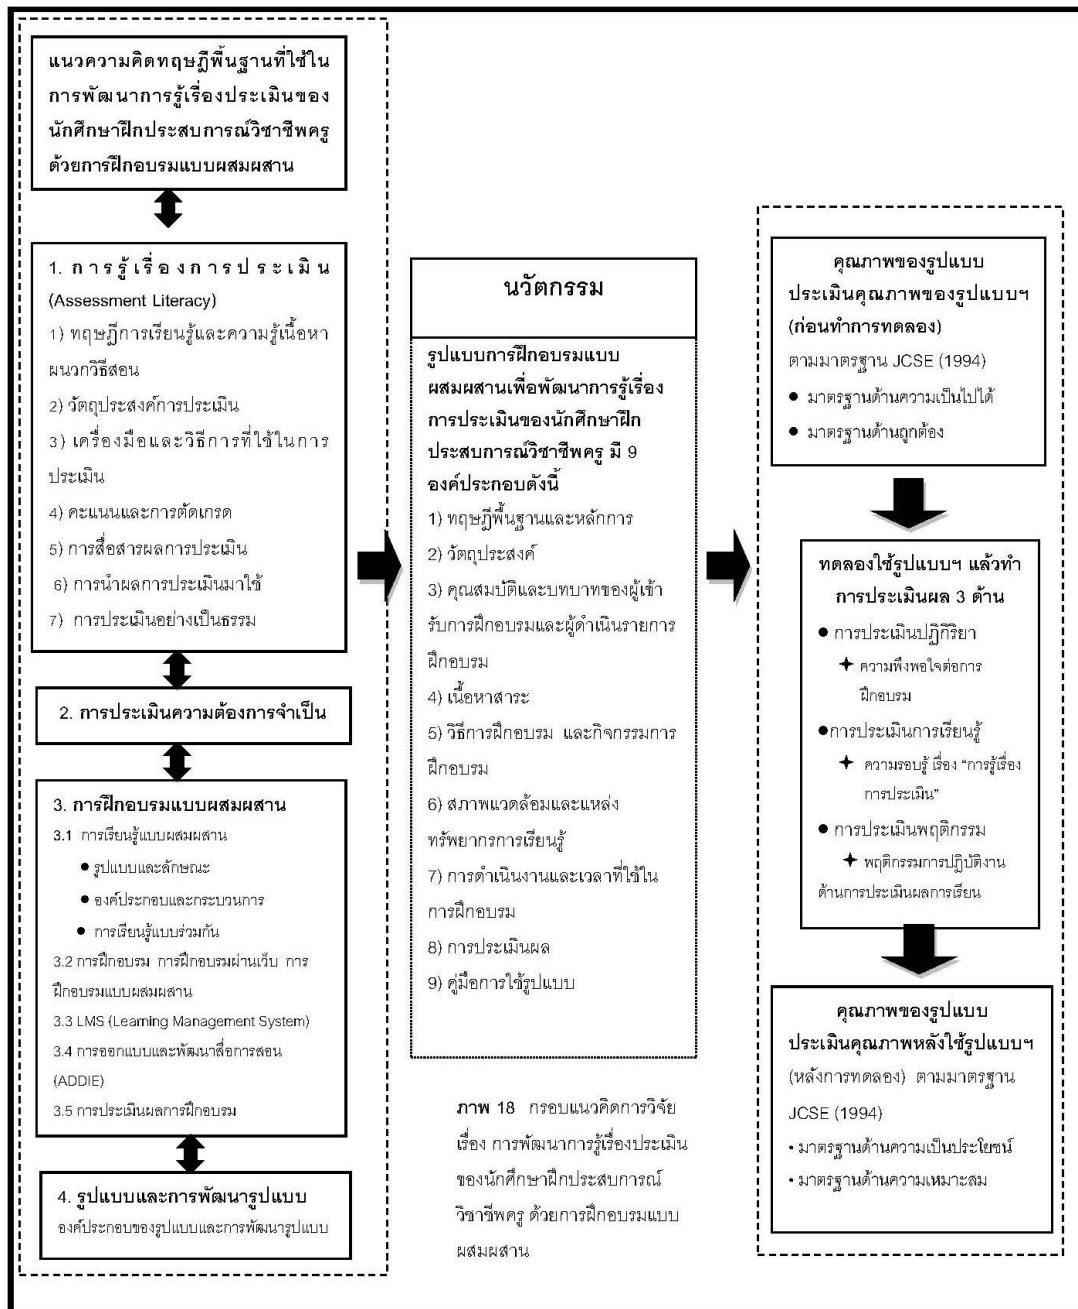 แนวความคิดทฤษฎีพื้นฐานที่ใช้ใน
การพัฒนาการรู้เรื่องประเมินของ
นักศึกษาฝึกประสบการณ์วิชาชีพครู
ด้วยการฝึกอบรมแบบผสมผสาน
1. การรู้เรื่องการประเมิน
(Assessment Literacy)
1) ทฤษฎีการเรียนรู้และความรู้เนื้อหา
ผนวกวิธีสอน
2) วัตถุประสงค์การประเมิน
3) เครื่องมือและวิธีการที่ใช้ในการ
ประเมิน
4) คะแนนและการตัดเกรด
5) การสื่อสารผลการประเมิน
6) การนำผลการประเมินมาใช้
7) การประเมินอย่างเป็นธรรม
2. การประเมินความต้องการจำเป็น
3. การฝึกอบรมแบบผสมผสาน
3.1 การเรียนรู้แบบผสมผสาน
● รูปแบบและลักษณะ
● องค์ประกอบและกระบวนการ
● การเรียนรู้แบบร่วมกัน
3.2 การฝึกอบรม การฝึกอบรมผ่านเว็บ การ
ฝึกอบรมแบบผสมผสาน
3.3 LMS (Learning Management System)
3.4 การออกแบบและพัฒนาสื่อการสอน
(ADDIE)
3.5 การประเมินผลการฝึกอบรม
4. รูปแบบและการพัฒนารูปแบบ
องค์ประกอบของรูปแบบและการพัฒนารูปแบบ
นวัตกรรม
รูปแบบการฝึกอบรมแบบ
ผสมผสานเพื่อพัฒนาการรู้เรื่อง
การประเมินของนักศึกษาฝึก
ประสบการณ์วิชาชีพครู มี 9
องค์ประกอบดังนี้
1) ทฤษฎีพื้นฐานและหลักการ
2) วัตถุประสงค์
3) คุณสมบัติและบทบาทของผู้เข้า
รับการฝึกอบรมและผู้ดำเนินรายการ
ฝึกอบรม
4) เนื้อหาสาระ
5) วิธีการฝึกอบรม และกิจกรรมการ
ฝึกอบรม
6) สภาพแวดล้อมและแหล่ง
ทรัพยากรการเรียนรู้
7) การดำเนินงานและเวลาที่ใช้ใน
การฝึกอบรม
8) การประเมินผล
9) คู่มือการใช้รูปแบบ
ภาพ 18 กรอบแนวคิดการวิจัย
เรื่อง การพัฒนาการรู้เรื่องประเมิน
ของนักศึกษาฝึกประสบการณ์
วิชาชีพครู ด้วยการฝึกอบรมแบบ
ผสมผสาน
คุณภาพของรูปแบบ
ประเมินคุณภาพของรูปแบบฯ
(ก่อนทำการทดลอง)
ตามมาตรฐาน JCSE (1994)
● มาตรฐานด้านความเป็นไปได้
● มาตรฐานด้านถูกต้อง
ทดลองใช้รูปแบบฯ แล้วทำ
การประเมินผล 3 ด้าน
● การประเมินปฏิกิริยา
✦ ความพึงพอใจต่อการ
ฝึกอบรม
●การประเมินการเรียนรู้
✦ ความรอบรู้ เรื่อง "การรู้เรื่อง
การประเมิน"
● การประเมินพฤติกรรม
✦ พฤติกรรมการปฏิบัติงาน
ด้านการประเมินผลการเรียน
คุณภาพของรูปแบบ
ประเมินคุณภาพหลังใช้รูปแบบฯ
(หลังการทดลอง) ตามมาตรฐาน
JCSE (1994)
• มาตรฐานด้านความเป็นประโยชน์
• มาตรฐานด้านความเหมาะสม